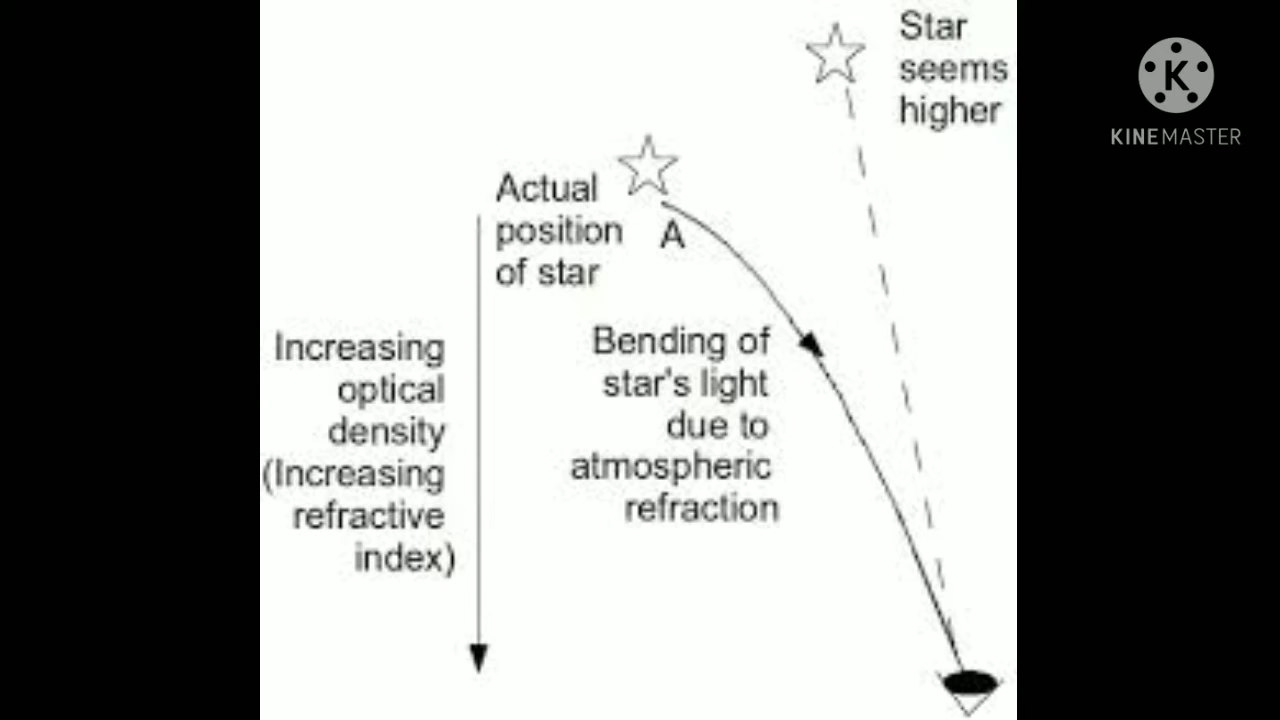 Star
seems
higher
Actual
position
of star
A
Increasing
optical
density
(Increasing
refractive
index)
Bending of
star's light
due to
atmospheric
refraction
K
KINEMASTER